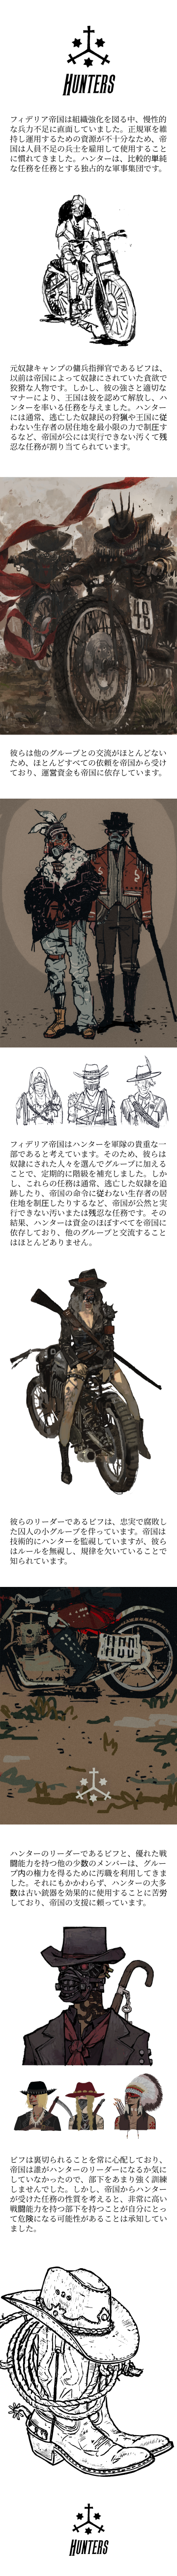 HUNTERS
フィデリア帝国は組織強化を図る中、慢性的
な兵力不足に直面していました。正規軍を維
持し運用するための資源が不十分なため、帝
国は人員不足の傭兵を雇用して使用すること
に慣れてきました。ハンターは、比較的単純
な任務を任務とする独占的な軍事集団です。
元奴隷キャンプの傭兵指揮官であるビフは、
以前は帝国によって奴隷にされていた貪欲で
狡猾な人物です。しかし、彼の強さと適切な
マナーにより、王国は彼を認めて解放し、ハ
ンターを率いる任務を与えました。ハンター
には通常、逃亡した奴隷民の狩猟や王国に従
わない生存者の居住地を最小限の力で制圧す
るなど、帝国が公には実行できない汚くて残
忍な任務が割り当てられています。
48
彼らは他のグループとの交流がほとんどない
ため、ほとんどすべての依頼を帝国から受け
ており、運営資金も帝国に依存しています。
フィデリア帝国はハンターを軍隊の貴重な一
部であると考えています。そのため、彼らは
奴隷にされた人々を選んでグループに加える
ことで、定期的に階級を補充しました。しか
し、これらの任務は通常、逃亡した奴隷を追
跡したり、帝国の命令に従わない生存者の居
住地を制圧したりするなど、帝国が公然と実
行できない汚いまたは残忍な任務です。その
結果、ハンターは資金のほぼすべてを帝国に
依存しており、他のグループと交流すること
はほとんどありません。
彼らのリーダーであるビフは、忠実で腐敗し
た囚人の小グループを伴っています。帝国は
技術的にハンターを監視していますが、彼ら
はルールを無視し、規律を欠いていることで
知られています。
ハンターのリーダーであるビフと、優れた戦
闘能力を持つ他の少数のメンバーは、グルー
プ内の権力を得るために汚職を利用してきま
した。それにもかかわらず、ハンターの大多
数は古い銃器を効果的に使用することに苦労
しており、帝国の支援に頼っています。
ビフは裏切られることを常に心配しており、
帝国は誰がハンターのリーダーになるか気に
していなかったので、部下をあまり強く訓練
しませんでした。しかし、帝国からハンター
が受けた任務の性質を考えると、非常に高い
戦闘能力を持つ部下を持つことが自分にとっ
て危険になる可能性があることは承知してい
ました。
HUNTERS